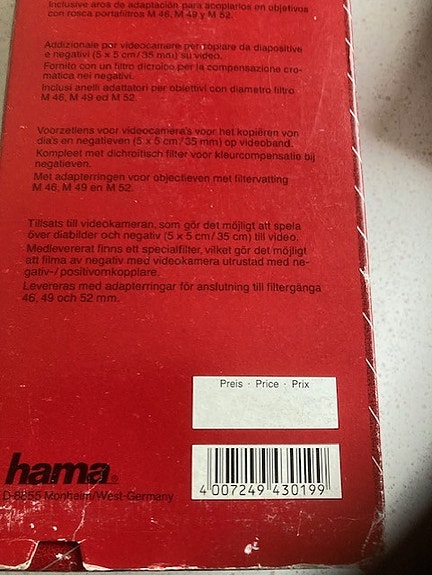 Inclusive aros de adaptación para acoplarlos en objetivos
con rosca portafiltros M 46, M 49 y M 52.
Addizionale por videocamere per copiare da diapositive
e negativi (5 x 5 cm/35 mm) su video.
Fornito con un filtro dicroico per la compensazione cro-
matica nei negativi.
Inclusi anelli adattatori per obiettivi con diametro filtro
M 46, M 49 ed M 52.
Voorzetlens voor videocamera's voor het kopiëren van
dia's en negatieven (5 x 5 cm/35 mm) op videoband.
Kompleet met dichroitisch filter voor kleurcompensatie bij
negatieven.
Met adapterringen voor objectieven met filtervatting
M 46, M 49 en M 52.
Tillsats till videokameran, som gör det möjligt att spela
över diabilder och negativ (5 x 5 cm/35 cm) till video.
Medlevererat finns ett specialfilter, vilket gör det möjligt
att filma av negativ med videokamera utrustad med ne-
gativ-/positivomkopplare.
Levereras med adapterringar för anslutning till filtergänga
46, 49 och 52 mm.
Preis · Price · Prix
hama®
D-8855 Monheim/West-Germany
4 007249 430199